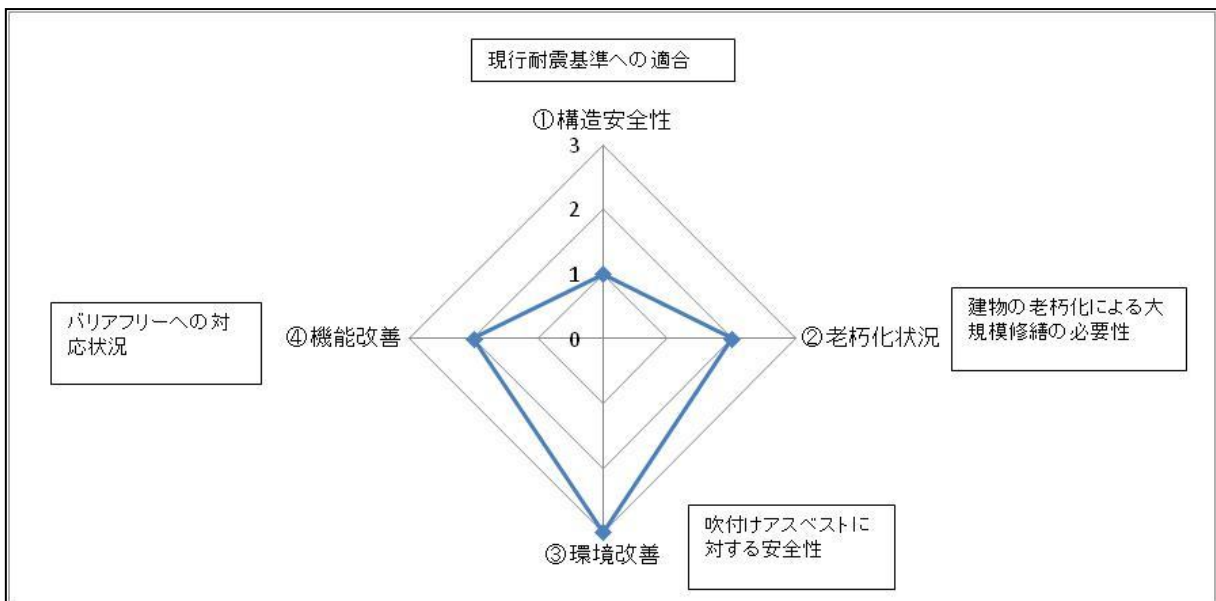 現行耐震基準への適合
①構造安全性
3
2
1
0
バリアフリーへの対
応状況
④機能改善
②老朽化状況
建物の老朽化による大
規模修繕の必要性
③環境改善
吹付けアスベストに
対する安全性